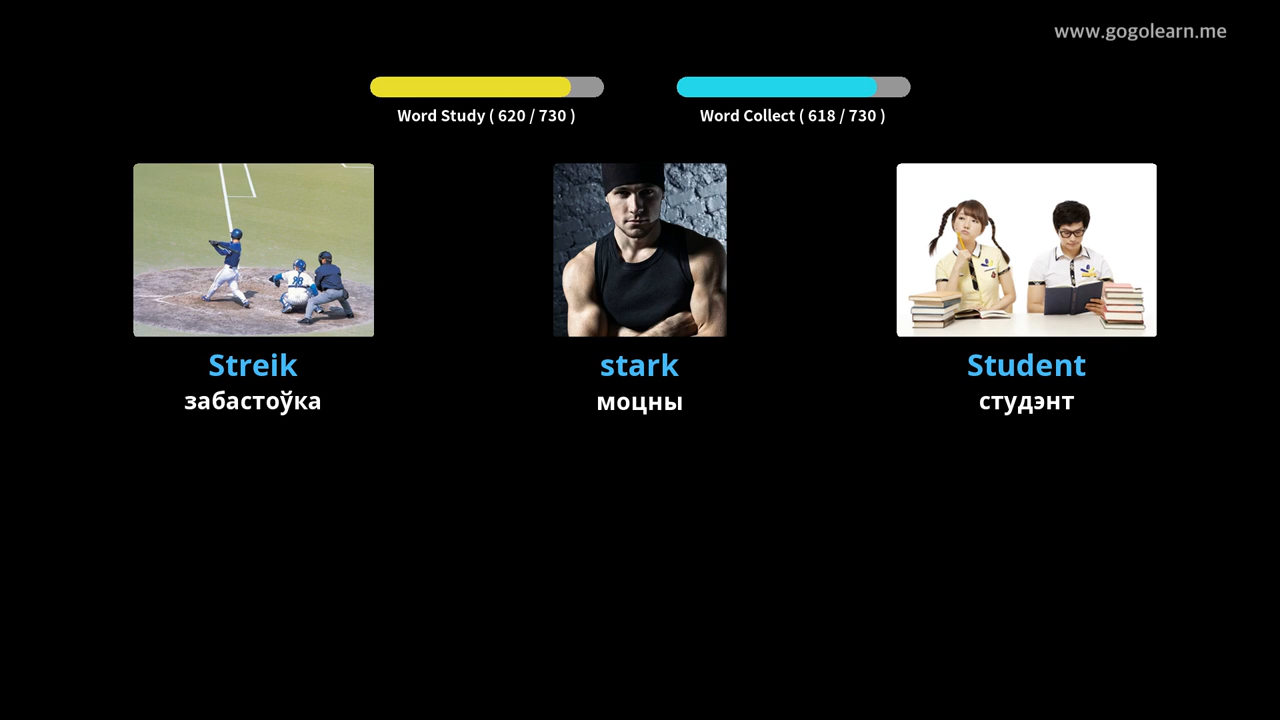 www.gogolearn.me
Word Study ( 620 / 730 )
Word Collect ( 618 / 730 )
Streik
забастоўка
stark
моцны
Student
студэнт